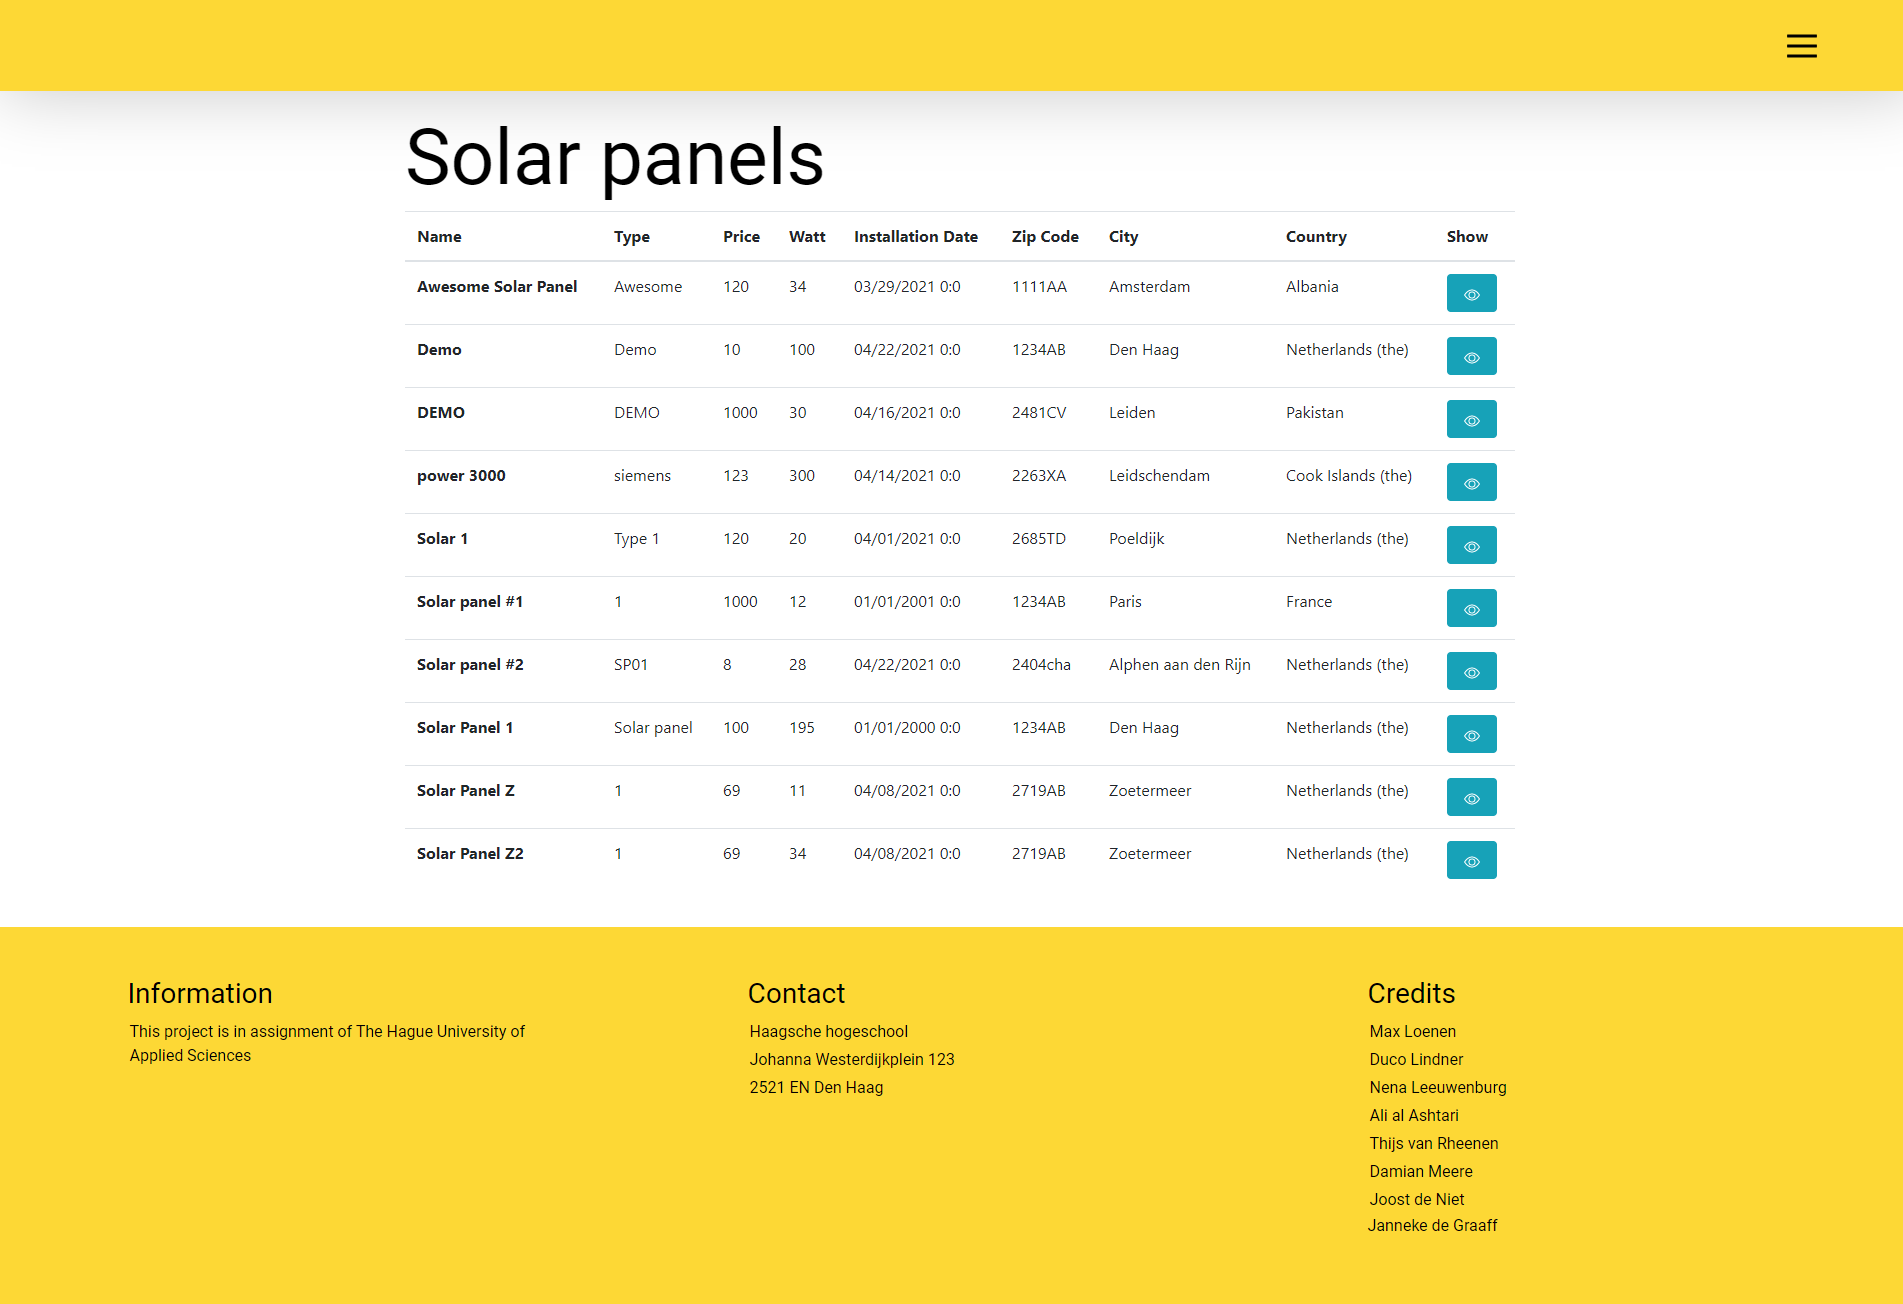 Solar panels
Name Type Price Watt Installation Date Zip Code City Country Show
Awesome Solar Panel Awesome 120 34 03/29/2021 0:0 1111AA Amsterdam Albania
Demo Demo 10 100 04/22/2021 0:0 1234AB Den Haag Netherlands (the)
DEMO DEMO 1000 30 04/16/2021 0:0 2481CV Leiden Pakistan
power 3000 siemens 123 300 04/14/2021 0:0 2263XA Leidschendam Cook Islands (the)
Solar 1 Type 1 120 20 04/01/2021 0:0 2685TD Poeldijk Netherlands (the)
Solar panel #1 1 1000 12 01/01/2001 0:0 1234AB Paris France
Solar panel #2 SP01 8 28 04/22/2021 0:0 2404cha Alphen aan den Rijn Netherlands (the)
Solar Panel 1 Solar panel 100 195 01/01/2000 0:0 1234AB Den Haag Netherlands (the)
Solar Panel Z 1 69 11 04/08/2021 0:0 2719AB Zoetermeer Netherlands (the)
Solar Panel Z2 1 69 34 04/08/2021 0:0 2719AB Zoetermeer Netherlands (the)
Information
This project is in assignment of The Hague University of
Applied Sciences
Contact
Haagsche hogeschool
Johanna Westerdijkplein 123
2521 EN Den Haag
Credits
Max Loenen
Duco Lindner
Nena Leeuwenburg
Ali al Ashtari
Thijs van Rheenen
Damian Meere
Joost de Niet
Janneke de Graaff